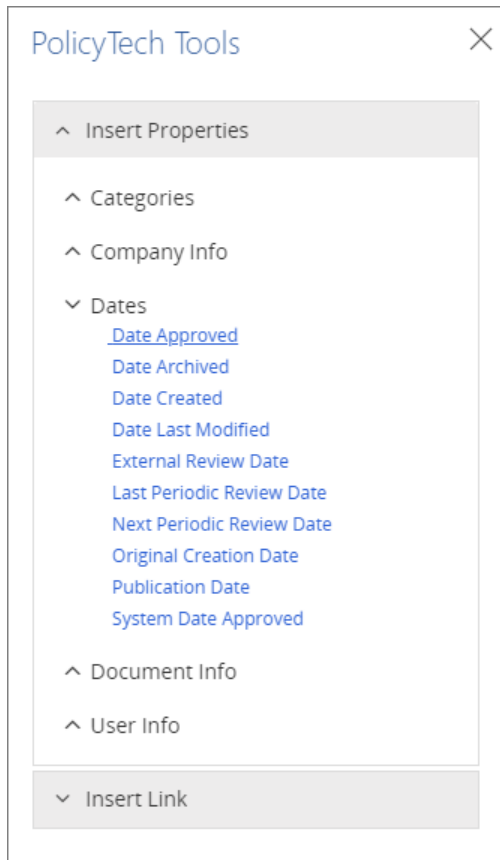 PolicyTech Tools
Insert Properties
Categories
Company Info
Dates
Date Approved
Date Archived
Date Created
Date Last Modified
External Review Date
Last Periodic Review Date
Next Periodic Review Date
Original Creation Date
Publication Date
System Date Approved
Document Info
User Info
Insert Link